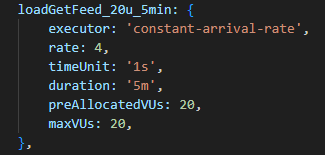 loadGetFeed_20u_5min: {
executor: 'constant-arrival-rate',
rate: 4,
timeUnit: '1s',
duration: '5m',
preAllocatedVUs: 20,
maxVUs: 20,
},